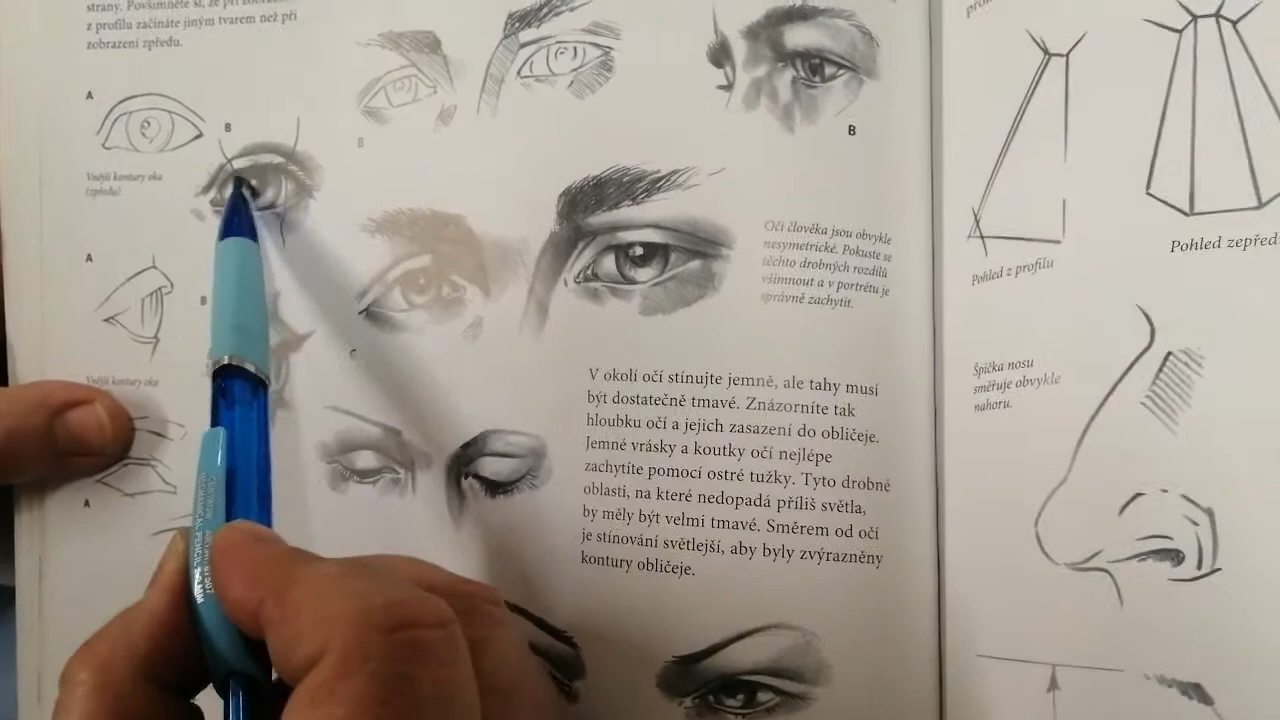 strany. Povšimněte si, že při
z profilu začínáte jiným tvarem než při
zobrazení zpředu.
A
B
Vnější kontury oka
(zpředu)
A
B
Vnější kontury oka
A
B
B
C
Oči člověka jsou obvykle
nesymetrické. Pokuste se
těchto drobných rozdílů
všimnout a v portrétu je
správně zachytit.
V okolí očí stínujte jemně, ale tahy musí
být dostatečně tmavé. Znázorníte tak
hloubku očí a jejich zasazení do obličeje.
Jemné vrásky a koutky očí nejlépe
zachytíte pomocí ostré tužky. Tyto drobné
oblasti, na které nedopadá příliš světla,
by měly být velmi tmavé. Směrem od očí
je stínování světlejší, aby byly zvýrazněny
kontury obličeje.
Pohled z profilu
Pohled zepřed
Špička nosu
směřuje obvykle
nahoru.
CENTRUM
MECHANICAL PENCIL